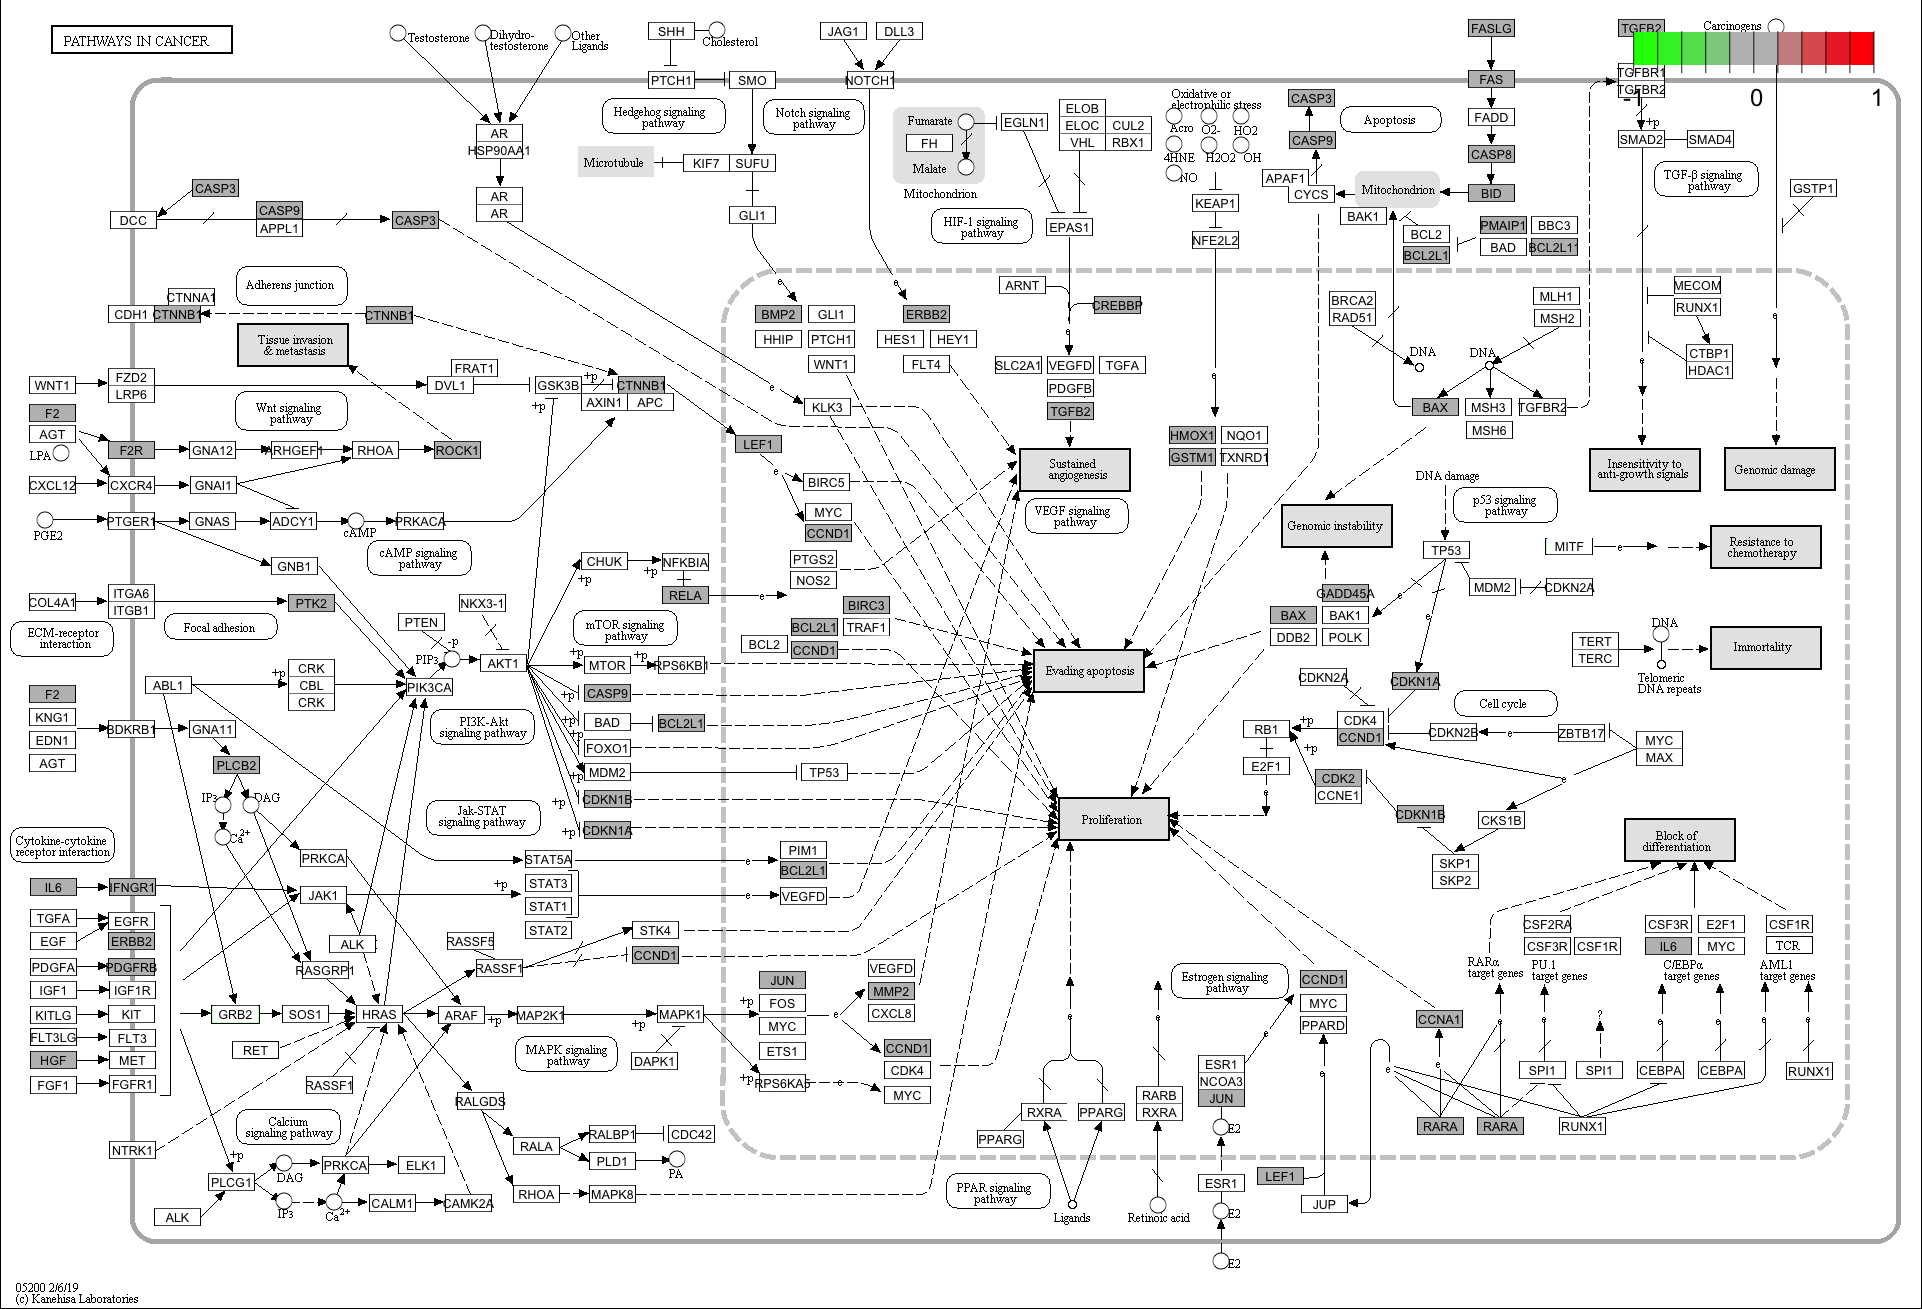 PATHWAYS IN CANCER
Testosterone
Dihydro-
testosterone
Other
Ligands
SHH
Cholesterol
JAG1
DLL3
FASLG
TGFB2
Carcinogens
-1
0
1
PTCH1
SMO
NOTCH1
FAS
TGFBR1
TGFBR2
Hedgehog signaling
pathway
Notch signaling
pathway
Fumarate
FH
Malate
Mitochondrion
EGLN1
ELOB
ELOC
CUL2
VHL
RBX1
Oxidative or
electrophilic stress
Acro
O2-
HO2
4HNE
H2O2
OH
NO
CASP3
CASP9
Apoptosis
FADD
+p
SMAD2
SMAD4
AR
HSP90AA1
Microtubule
KIF7
SUFU
CASP8
APAF1
CYCS
Mitochondrion
BID
TGF-β signaling
pathway
GSTP1
CASP3
AR
AR
DCC
CASP9
APPL1
CASP3
GLI1
HIF-1 signaling
pathway
EPAS1
KEAP1
NFE2L2
BAK1
BCL2
BCL2L1
PMAIP1
BBC3
BAD
BCL2L11
Adherens junction
CTNNA1
CDH1
CTNNB1
CTNNB1
Tissue invasion
& metastasis
e
e
BMP2
GLI1
HHIP
PTCH1
WNT1
ERBB2
HES1
HEY1
FLT4
ARNT
CREBBP
e
SLC2A1
VEGFD
TGFA
PDGFB
TGFB2
BRCA2
RAD51
MLH1
MSH2
DNA
DNA
MECOM
RUNX1
CTBP1
HDAC1
e
e
e
WNT1
FZD2
LRP6
FRAT1
DVL1
GSK3B
+p
+p
CTNNB1
AXIN1
APC
Wnt signaling
pathway
e
KLK3
BAX
MSH3
MSH6
TGFBR2
F2
AGT
LPA
F2R
GNA12
ARHGEF1
RHOA
ROCK1
LEF1
HMOX1
NQO1
GSTM1
TXNRD1
CXCL12
CXCR4
GNAI1
e
BIRC5
Sustained
angiogenesis
VEGF signaling
pathway
Insensitivity to
anti-growth signals
Genomic damage
DNA damage
p53 signaling
pathway
PGE2
PTGER1
GNAS
ADCY1
cAMP
PRKACA
cAMP signaling
pathway
MYC
CCND1
Genomic instability
GNB1
CHUK
+p
+p
NFKBIA
RELA
e
PTGS2
NOS2
TP53
MITF
e
Resistance to
chemotherapy
COL4A1
ITGA6
ITGB1
PTK2
NKX3-1
MDM2
CDKN2A
e
GADD45A
BAX
BAK1
DDB2
POLK
ECM-receptor
interaction
Focal adhesion
PTEN
-p
PIP3
AKT1
mTOR signaling
pathway
BIRC3
BCL2L1
TRAF1
BCL2
CCND1
TERT
TERC
DNA
Telomeric
DNA repeats
Immortality
+p
MTOR
+p
RPS6KB1
Evading apoptosis
F2
KNG1
EDN1
AGT
ABL1
+p
CRK
CBL
CRK
PIK3CA
PI3K-Akt
signaling pathway
+p
CASP9
+p
BAD
BCL2L1
+p
FOXO1
+p
MDM2
TP53
CDKN2A
CDKN1A
Cell cycle
BDKRB1
GNA11
PLCB2
RB1
+p
CDK4
CCND1
CDKN2B
e
ZBTB17
MYC
MAX
E2F1
e
+p
CDK2
CCNE1
e
IP3
DAG
Ca2+
Jak-STAT
signaling pathway
+p
CDKN1B
+p
CDKN1A
Proliferation
CDKN1B
CKS1B
SKP1
SKP2
Block of
differentiation
Cytokine-cytokine
receptor interaction
PRKCA
STAT5A
e
PIM1
BCL2L1
IL6
IFNGR1
JAK1
+p
STAT3
STAT1
STAT2
e
VEGFD
TGFA
EGF
EGFR
ERBB2
PDGFA
PDGFRB
IGF1
IGF1R
KITLG
KIT
FLT3LG
FLT3
HGF
MET
FGF1
FGFR1
ALK
RASSF5
RASSF1
STK4
CCND1
RASGRP1
GRB2
SOS1
HRAS
ARAF
+p
MAP2K1
+p
MAPK1
RET
RASSF1
MAPK signaling
pathway
DAPK1
+p
JUN
FOS
MYC
ETS1
e
VEGFD
MMP2
CXCL8
CCND1
CDK4
MYC
+p
RPS6KA5
e
Estrogen signaling
pathway
CCND1
MYC
PPARD
CSF2RA
CSF3R
CSF1R
CSF3R
IL6
E2F1
MYC
CSF1R
TCR
RARα
target genes
PU.1
target genes
C/EBPα
target genes
AML1
target genes
CCNA1
?
e
e
e
e
e
e
e
e
e
e
e
e
SPI1
SPI1
CEBPA
CEBPA
RUNX1
RALGDS
Calcium
signaling pathway
NTRK1
RXRA
PPARG
PPARG
RARB
RXRA
ESR1
NCOA3
JUN
E2
RARA
RARA
RUNX1
RALA
RALBP1
CDC42
PLD1
PA
+p
PLCG1
DAG
PRKCA
ELK1
IP3
Ca2+
CALM1
CAMK2A
ALK
RHOA
MAPK8
PPAR signaling
pathway
Ligands
Retinoic acid
ESR1
E2
E2
LEF1
JUP
05200 2/6/19
(c) Kanehisa Laboratories